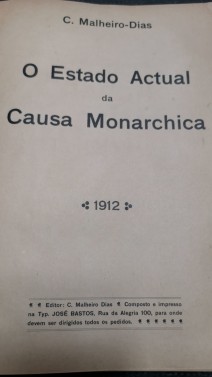 C. Malheiro-Dias
O Estado Actual
da
Causa Monarchica
1912
¶ ¶ Editor: C. Malheiro Dias ¶ Composto e impresso
na Typ. JOSÉ BASTOS, Rua da Alegria 100, para onde
devem ser dirigidos todos os pedidos. ¶ ¶ ¶ ¶ ¶ ¶